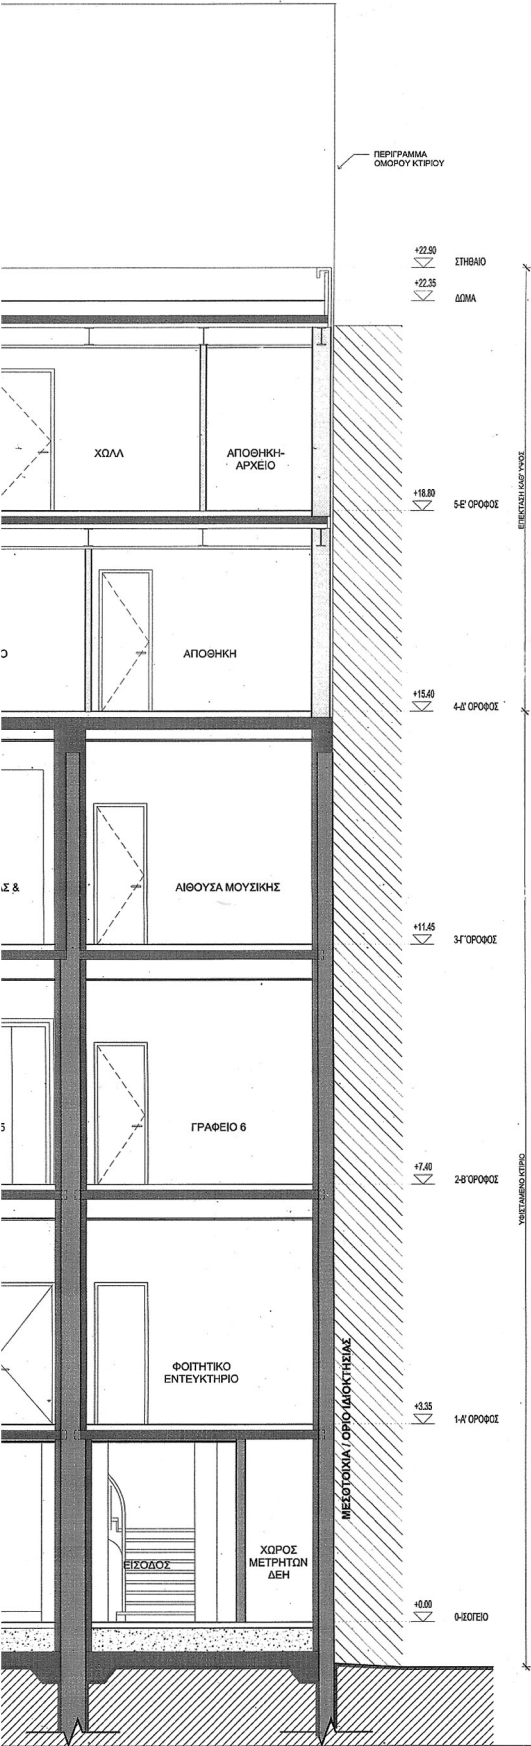 ΠΕΡΙΓΡΑΜΜΑ
ΟΜΟΡΟΥ ΚΤΙΡΙΟΥ
+22.90
ΣΤΗΘΑΙΟ
+22.35
ΔΩΜΑ
ΧΩΛΛ
ΑΠΟΘΗΚΗ-
ΑΡΧΕΙΟ
+18.80
5-Ε' ΟΡΟΦΟΣ
ΕΠΕΚΤΑΣΗ ΚΑΘ' ΥΨΟΣ
Ο
ΑΠΟΘΗΚΗ
+15.40
4-Δ' ΟΡΟΦΟΣ
ΑΣ &
ΑΙΘΟΥΣΑ ΜΟΥΣΙΚΗΣ
+11.45
3-Γ' ΟΡΟΦΟΣ
5
ΓΡΑΦΕΙΟ 6
+7.40
2-Β' ΟΡΟΦΟΣ
ΥΦΙΣΤΑΜΕΝΟ ΚΤΙΡΙΟ
ΦΟΙΤΗΤΙΚΟ
ΕΝΤΕΥΚΤΗΡΙΟ
+3.35
1-Α' ΟΡΟΦΟΣ
ΜΕΣΟΤΟΙΧΙΑ / ΟΡΙΟ ΙΔΙΟΚΤΗΣΙΑΣ
ΕΙΣΟΔΟΣ
ΧΩΡΟΣ
ΜΕΤΡΗΤΩΝ
ΔΕΗ
+0.00
0-ΙΣΟΓΕΙΟ